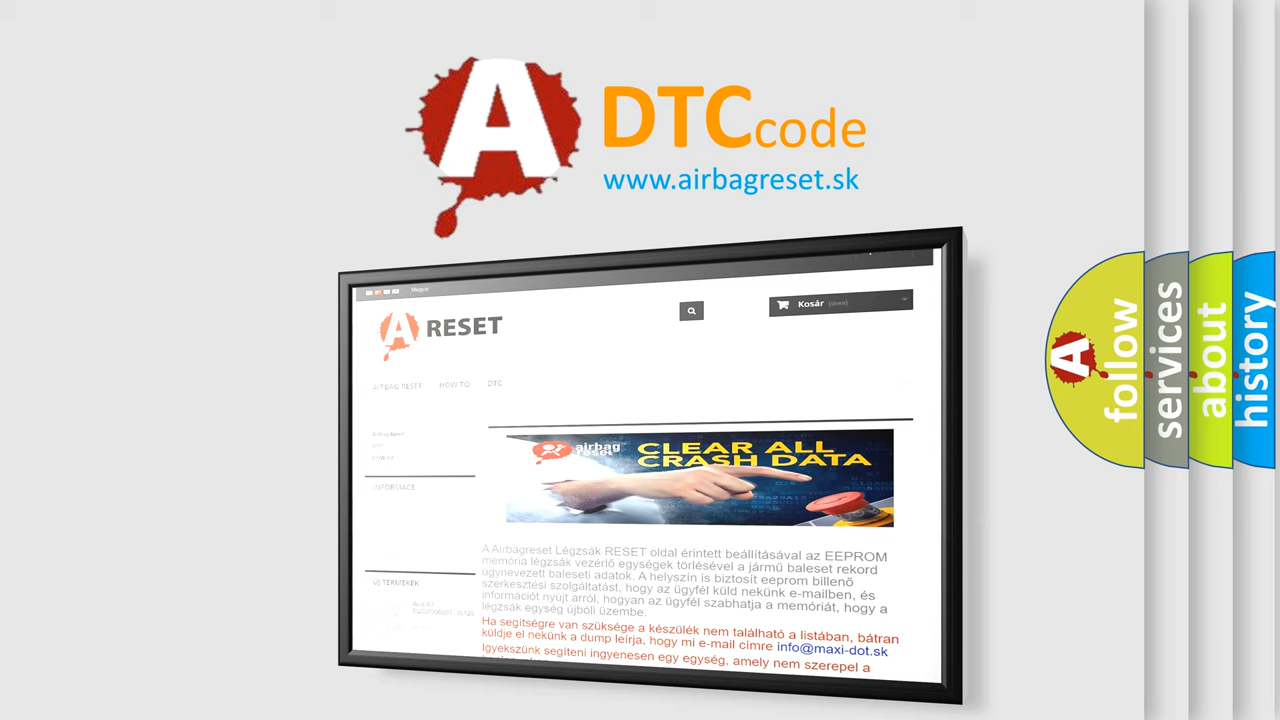 A
DTCcode
www.airbagreset.sk
Magyar
Kosár (üres)
A RESET
AIRBAG RESET HOW TO DTC
INFORMACE
airbag
reset
CLEAR ALL
CRASH DATA
A Airbagreset Légzsák RESET oldal érintett beállításával az EEPROM
memória légzsák vezérlő egységek törlésével a jármű baleset rekord
úgynevezett baleseti adatok. A helyszín is biztosít eeprom billenő
szerkesztési szolgáltatást, hogy az ügyfél küld nekünk e-mailben, és
információt nyújt arról, hogyan az ügyfél szabhatja a memóriát, hogy a
légzsák egység újbóli üzembe.
Ha segítségre van szüksége a készülék nem található a listában, bátran
küldje el nekünk a dump leírja, hogy mi e-mail címre info@maxi-dot.sk
Igyekszünk segíteni ingyenesen egy egység, amely nem szerepel a
ÚJ TERMÉKEK
A
follow
services
about
history